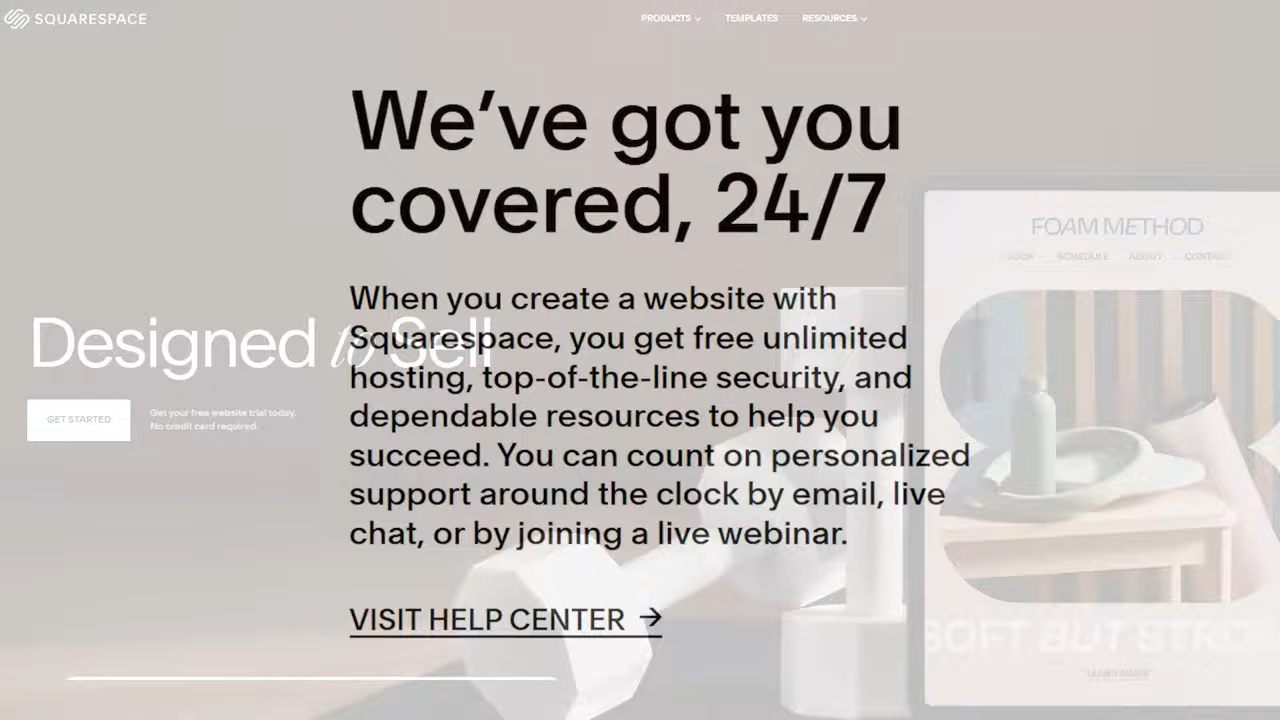 SQUARESPACE
PRODUCTS
TEMPLATES
RESOURCES
We’ve got you
covered, 24/7
When you create a website with
Squarespace, you get free unlimited
hosting, top-of-the-line security, and
dependable resources to help you
succeed. You can count on personalized
support around the clock by email, live
chat, or by joining a live webinar.
VISIT HELP CENTER →
Designed to Sell
GET STARTED
Get your free website trial today.
No credit card required.
FOAM METHOD
SCHEDULE
ABOUT
SOFT BUT